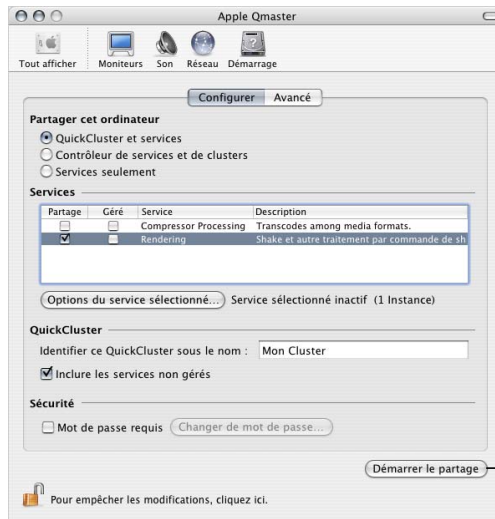 Apple Qmaster
Tout afficher Moniteurs Son Réseau Démarrage
Configurer Avancé
Partager cet ordinateur
QuickCluster et services
Contrôleur de services et de clusters
Services seulement
Services
Partage Géré Service Description
Compressor Processing Transcodes among media formats.
Rendering Shake et autre traitement par commande de sh
Options du service sélectionné... Service sélectionné inactif (1 Instance)
QuickCluster
Identifier ce QuickCluster sous le nom : Mon Cluster
Inclure les services non gérés
Sécurité
Mot de passe requis Changer de mot de passe...
Démarrer le partage
Pour empêcher les modifications, cliquez ici.